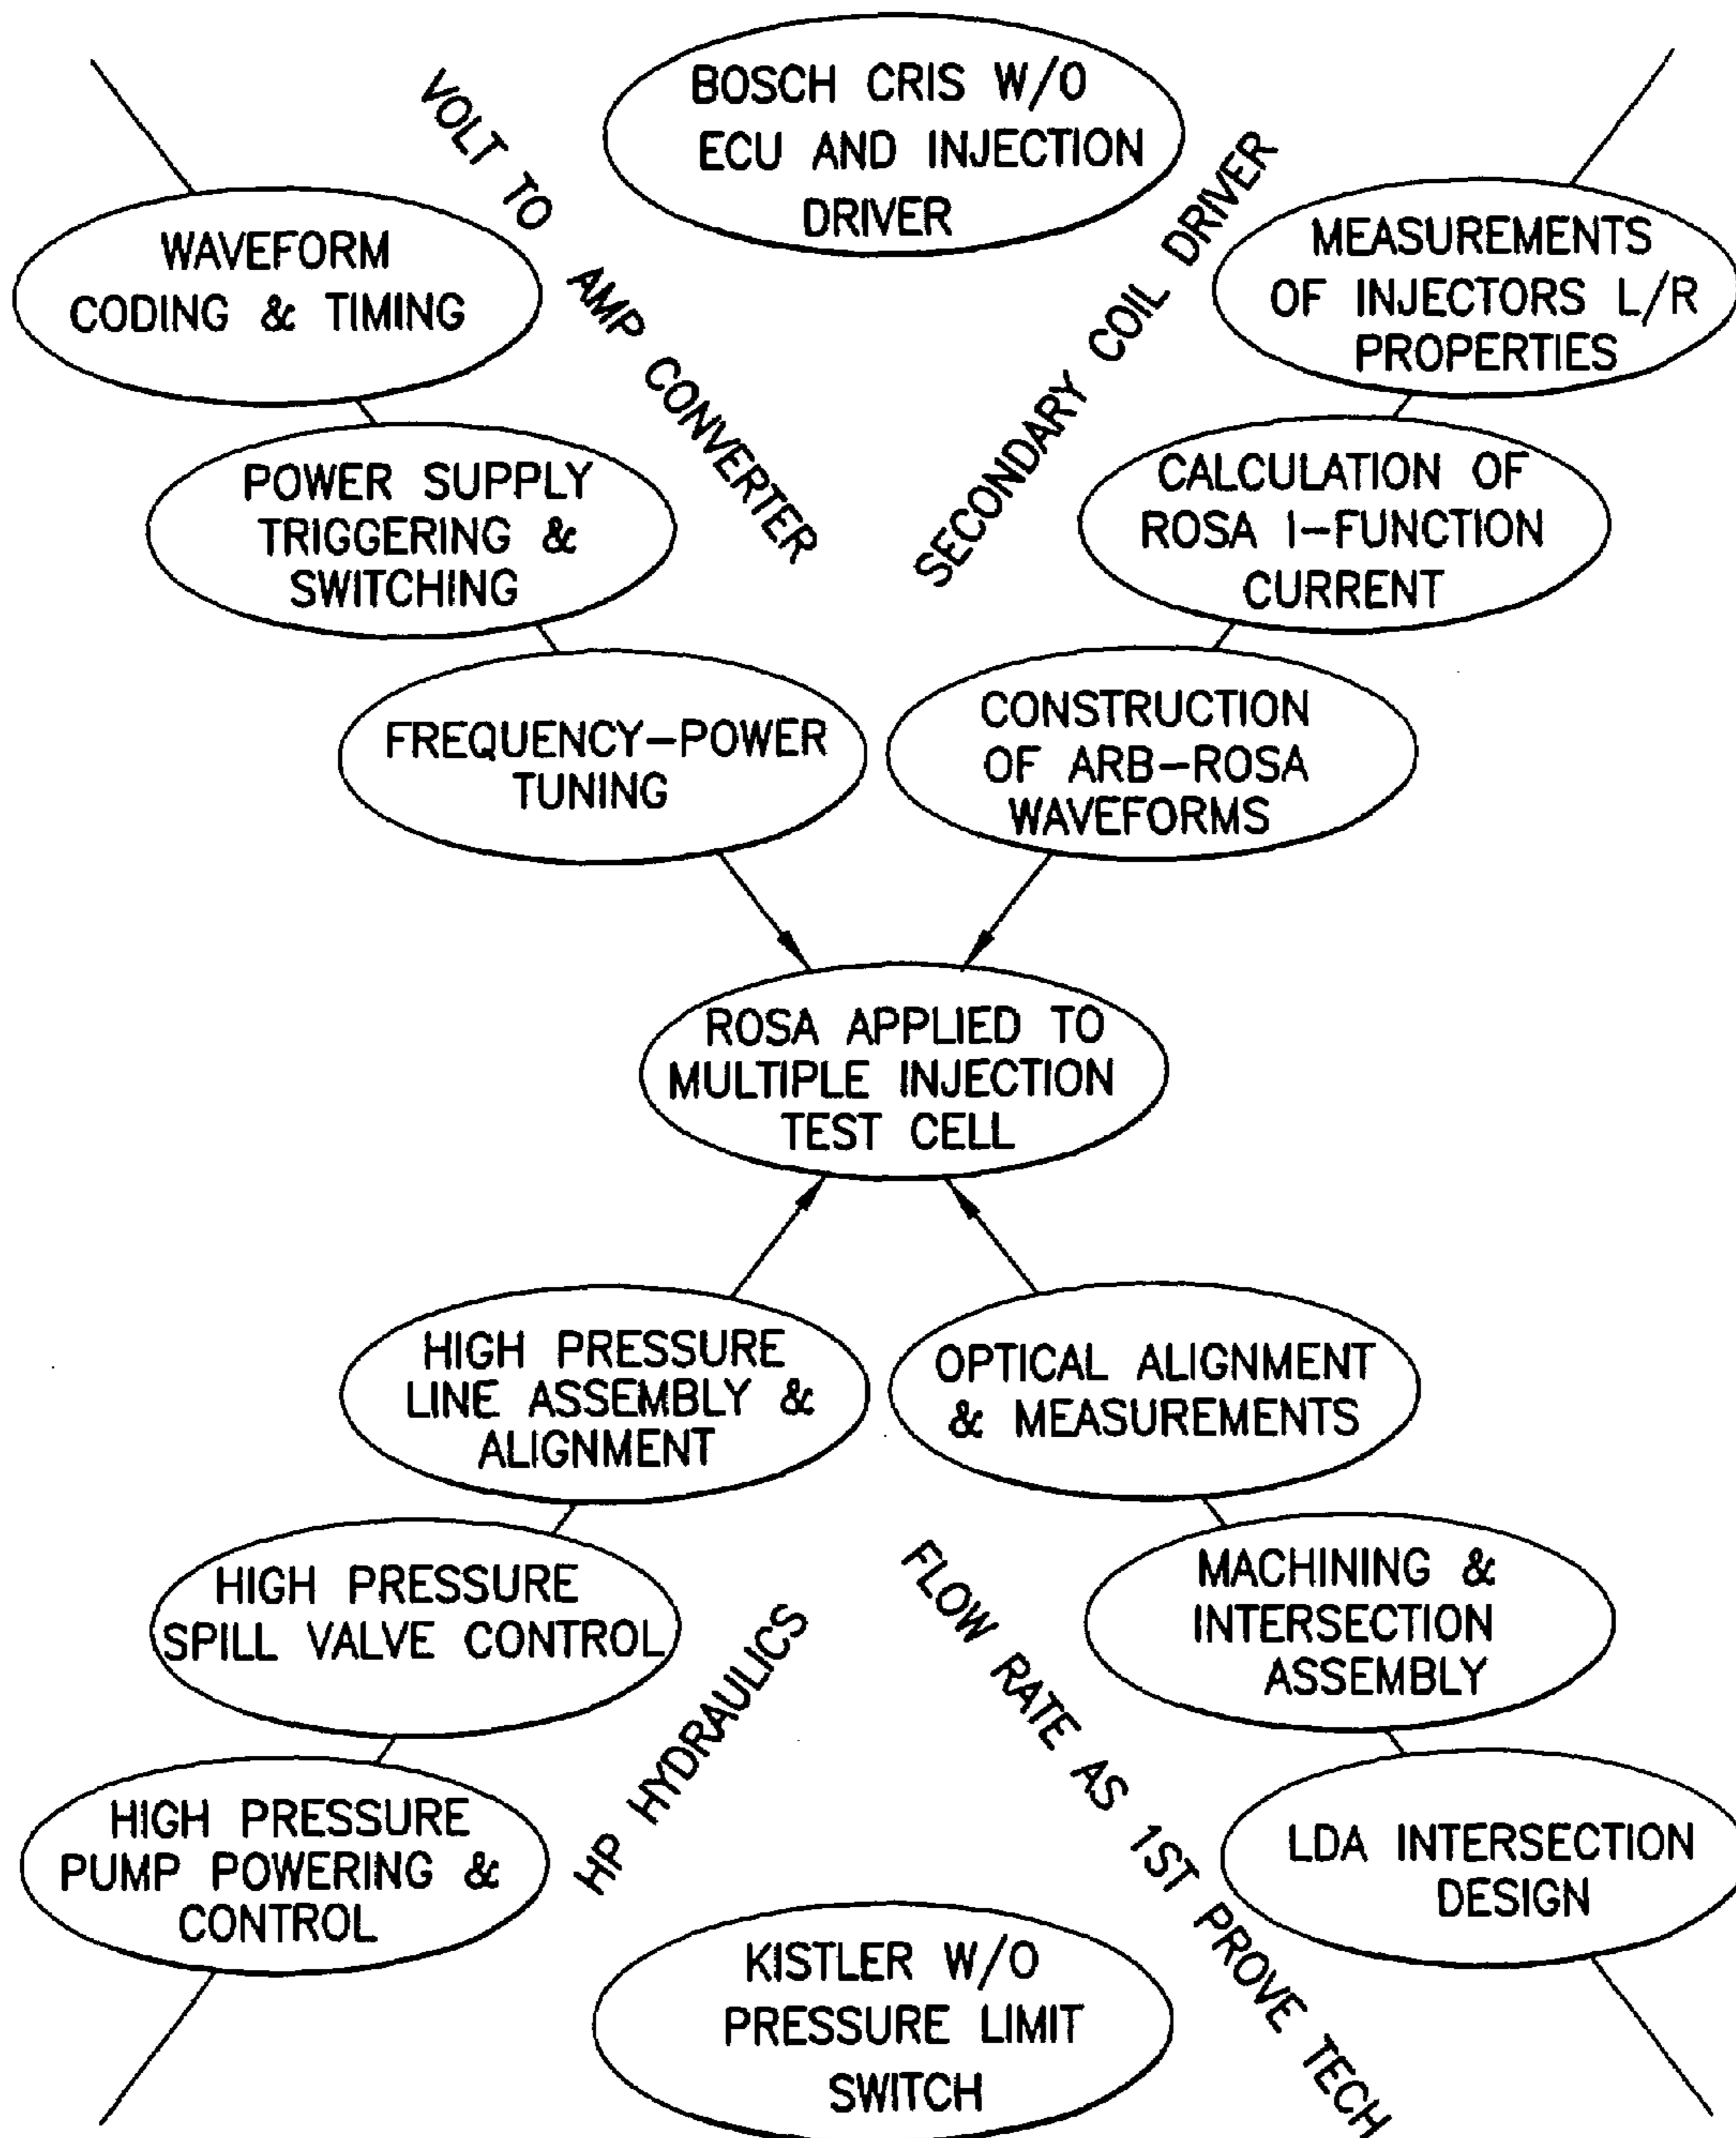 BOSCH CRIS W/O
ECU AND INJECTION
DRIVER
VOLT TO AMP CONVERTER
SECONDARY COIL DRIVER
WAVEFORM
CODING & TIMING
MEASUREMENTS
OF INJECTORS L/R
PROPERTIES
POWER SUPPLY
TRIGGERING &
SWITCHING
CALCULATION OF
ROSA I-FUNCTION
CURRENT
FREQUENCY-POWER
TUNING
CONSTRUCTION
OF ARB-ROSA
WAVEFORMS
ROSA APPLIED TO
MULTIPLE INJECTION
TEST CELL
HIGH PRESSURE
LINE ASSEMBLY &
ALIGNMENT
OPTICAL ALIGNMENT
& MEASUREMENTS
HIGH PRESSURE
SPILL VALVE CONTROL
MACHINING &
INTERSECTION
ASSEMBLY
HP HYDRAULICS
FLOW RATE AS 1ST PROVE TECH
HIGH PRESSURE
PUMP POWERING &
CONTROL
LDA INTERSECTION
DESIGN
KISTLER W/O
PRESSURE LIMIT
SWITCH